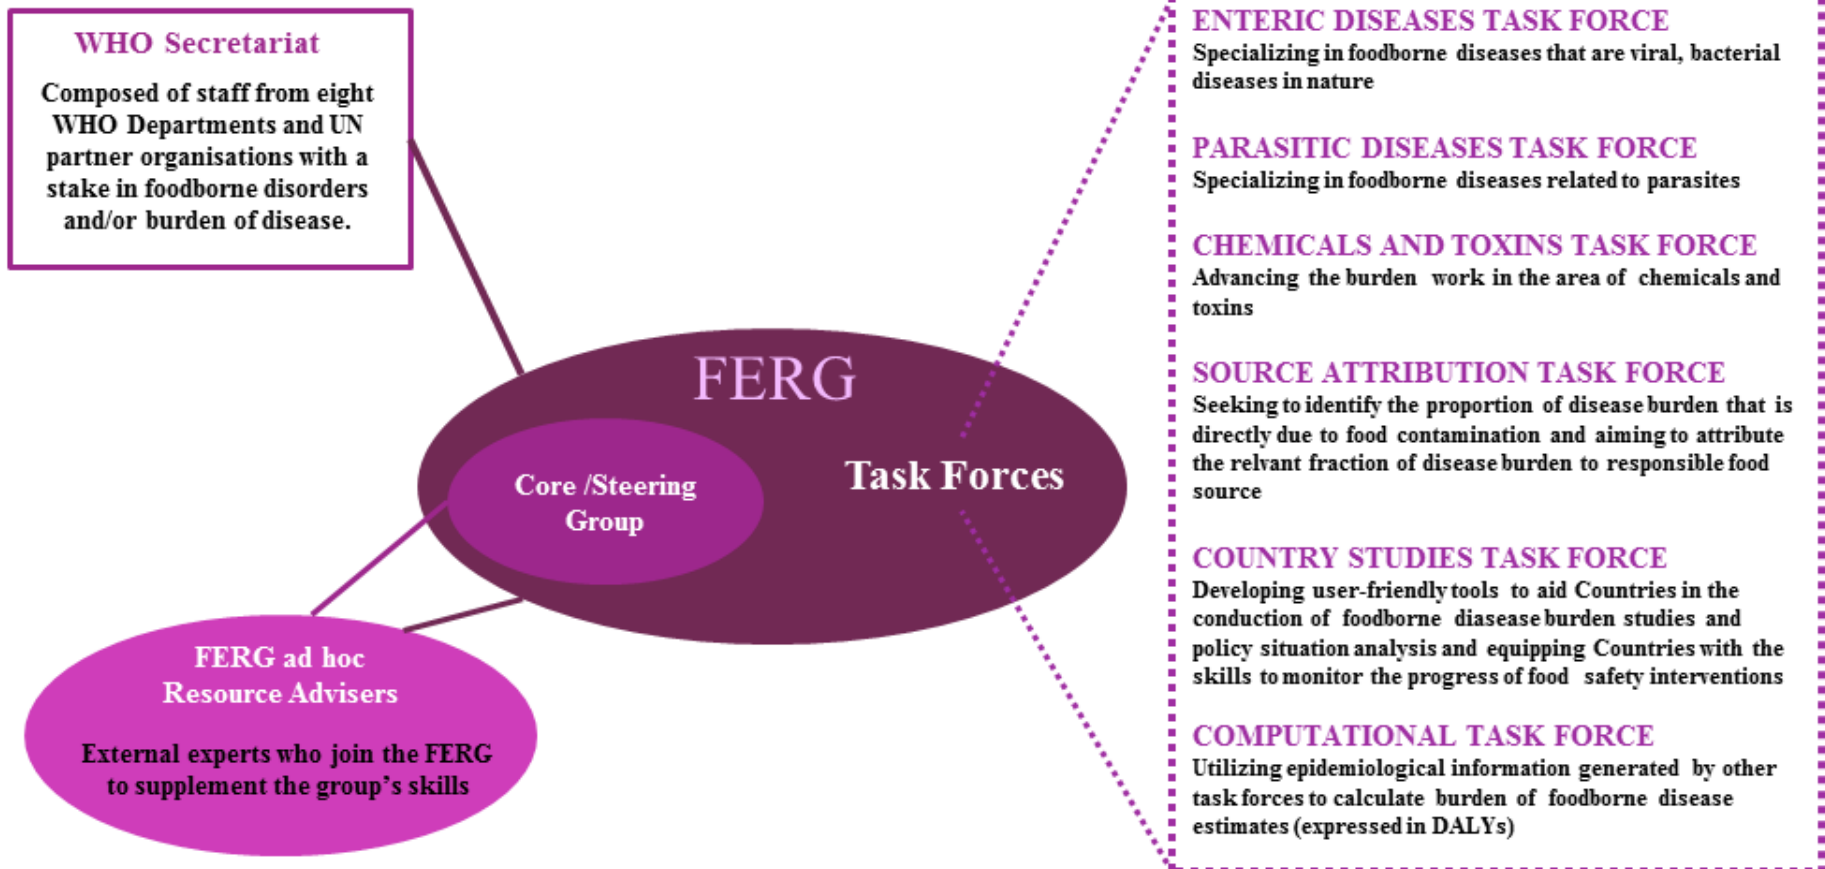 WHO Secretariat
Composed of staff from eight
WHO Departments and UN
partner organisations with a
stake in foodborne disorders
and/or burden of disease.
FERG
Core /Steering
Group
Task Forces
FERG ad hoc
Resource Advisers
External experts who join the FERG
to supplement the group's skills
ENTERIC DISEASES TASK FORCE
Specializing in foodborne diseases that are viral, bacterial
diseases in nature
PARASITIC DISEASES TASK FORCE
Specializing in foodborne diseases related to parasites
CHEMICALS AND TOXINS TASK FORCE
Advancing the burden work in the area of chemicals and
toxins
SOURCE ATTRIBUTION TASK FORCE
Seeking to identify the proportion of disease burden that is
directly due to food contamination and aiming to attribute
the relvant fraction of disease burden to responsible food
source
COUNTRY STUDIES TASK FORCE
Developing user-friendly tools to aid Countries in the
conduction of foodborne diasease burden studies and
policy situation analysis and equipping Countries with the
skills to monitor the progress of food safety interventions
COMPUTATIONAL TASK FORCE
Utilizing epidemiological information generated by other
task forces to calculate burden of foodborne disease
estimates (expressed in DALYs)